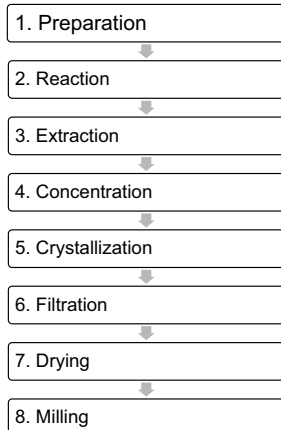 1. Preparation
2. Reaction
3. Extraction
4. Concentration
5. Crystallization
6. Filtration
7. Drying
8. Milling